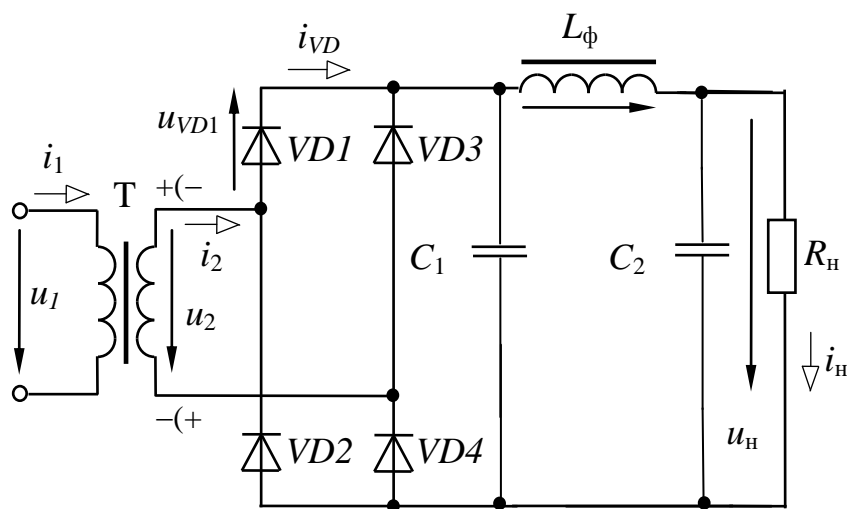 i_VD
L_ф
u_VD1
VD1
VD3
i_1
T
+(−
i_2
u_1
u_2
C_1
C_2
R_н
−(+
VD2
VD4
u_н
i_н